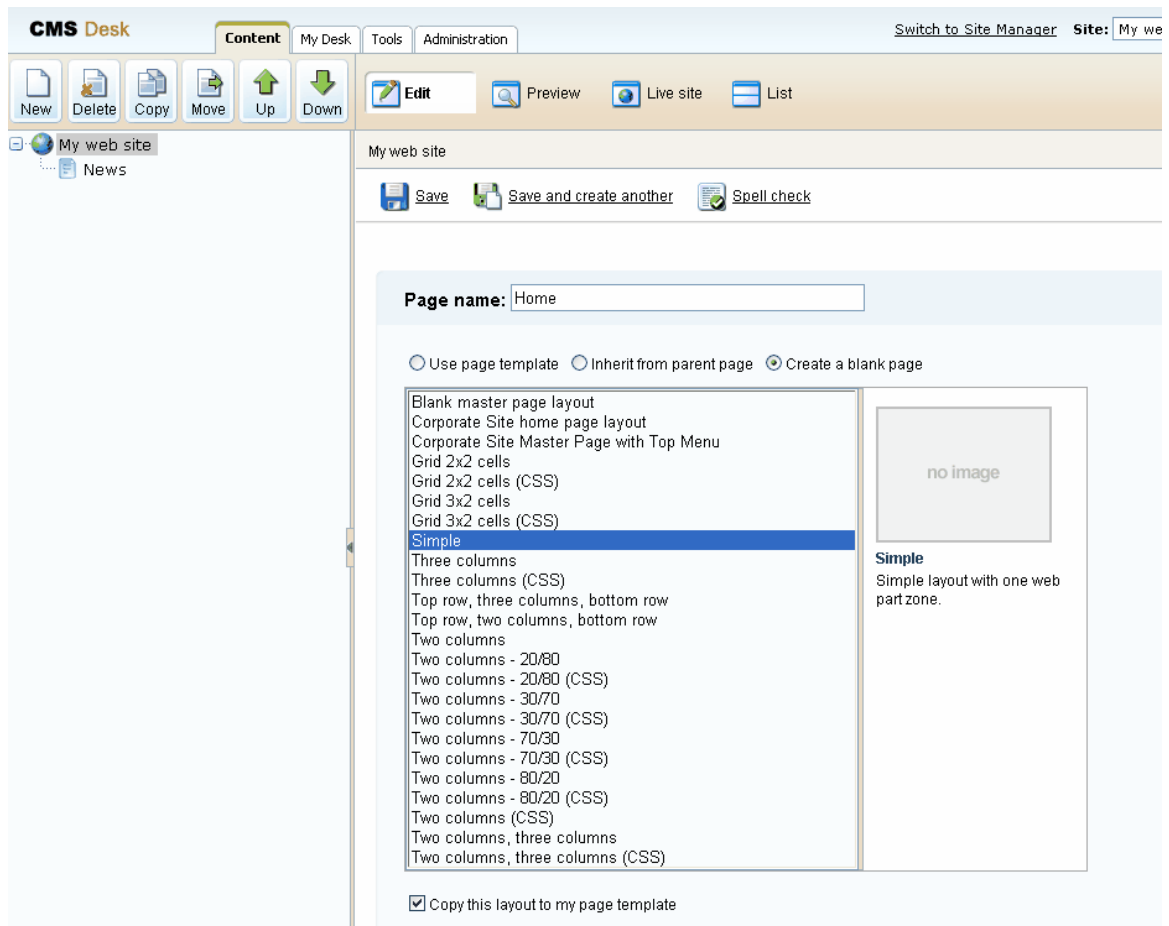 CMS Desk
Content
My Desk
Tools
Administration
Switch to Site Manager
Site: My we
New
Delete
Copy
Move
Up
Down
Edit
Preview
Live site
List
My web site
News
My web site
Save
Save and create another
Spell check
Page name: Home
Use page template
Inherit from parent page
Create a blank page
Blank master page layout
Corporate Site home page layout
Corporate Site Master Page with Top Menu
Grid 2x2 cells
Grid 2x2 cells (CSS)
Grid 3x2 cells
Grid 3x2 cells (CSS)
Simple
Three columns
Three columns (CSS)
Top row, three columns, bottom row
Top row, two columns, bottom row
Two columns
Two columns - 20/80
Two columns - 20/80 (CSS)
Two columns - 30/70
Two columns - 30/70 (CSS)
Two columns - 70/30
Two columns - 70/30 (CSS)
Two columns - 80/20
Two columns - 80/20 (CSS)
Two columns (CSS)
Two columns, three columns
Two columns, three columns (CSS)
no image
Simple
Simple layout with one web
part zone.
Copy this layout to my page template